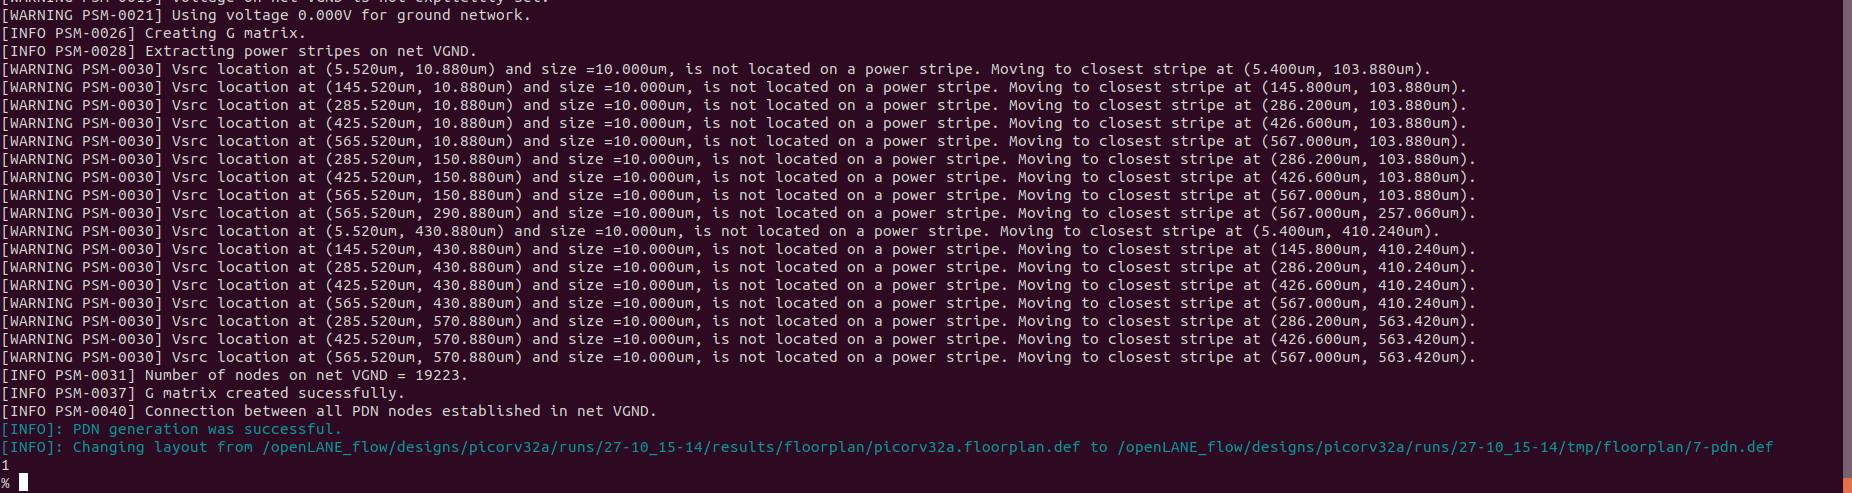 [WARNING PSM-0019] Voltage on net VGND is not explicitly set.
[WARNING PSM-0021] Using voltage 0.000V for ground network.
[INFO PSM-0026] Creating G matrix.
[INFO PSM-0028] Extracting power stripes on net VGND.
[WARNING PSM-0030] Vsrc location at (5.520um, 10.880um) and size =10.000um, is not located on a power stripe. Moving to closest stripe at (5.400um, 103.880um).
[WARNING PSM-0030] Vsrc location at (145.520um, 10.880um) and size =10.000um, is not located on a power stripe. Moving to closest stripe at (145.800um, 103.880um).
[WARNING PSM-0030] Vsrc location at (285.520um, 10.880um) and size =10.000um, is not located on a power stripe. Moving to closest stripe at (286.200um, 103.880um).
[WARNING PSM-0030] Vsrc location at (425.520um, 10.880um) and size =10.000um, is not located on a power stripe. Moving to closest stripe at (426.600um, 103.880um).
[WARNING PSM-0030] Vsrc location at (565.520um, 10.880um) and size =10.000um, is not located on a power stripe. Moving to closest stripe at (567.000um, 103.880um).
[WARNING PSM-0030] Vsrc location at (285.520um, 150.880um) and size =10.000um, is not located on a power stripe. Moving to closest stripe at (286.200um, 103.880um).
[WARNING PSM-0030] Vsrc location at (425.520um, 150.880um) and size =10.000um, is not located on a power stripe. Moving to closest stripe at (426.600um, 103.880um).
[WARNING PSM-0030] Vsrc location at (565.520um, 150.880um) and size =10.000um, is not located on a power stripe. Moving to closest stripe at (567.000um, 103.880um).
[WARNING PSM-0030] Vsrc location at (565.520um, 290.880um) and size =10.000um, is not located on a power stripe. Moving to closest stripe at (567.000um, 257.060um).
[WARNING PSM-0030] Vsrc location at (5.520um, 430.880um) and size =10.000um, is not located on a power stripe. Moving to closest stripe at (5.400um, 410.240um).
[WARNING PSM-0030] Vsrc location at (145.520um, 430.880um) and size =10.000um, is not located on a power stripe. Moving to closest stripe at (145.800um, 410.240um).
[WARNING PSM-0030] Vsrc location at (285.520um, 430.880um) and size =10.000um, is not located on a power stripe. Moving to closest stripe at (286.200um, 410.240um).
[WARNING PSM-0030] Vsrc location at (425.520um, 430.880um) and size =10.000um, is not located on a power stripe. Moving to closest stripe at (426.600um, 410.240um).
[WARNING PSM-0030] Vsrc location at (565.520um, 430.880um) and size =10.000um, is not located on a power stripe. Moving to closest stripe at (567.000um, 410.240um).
[WARNING PSM-0030] Vsrc location at (285.520um, 570.880um) and size =10.000um, is not located on a power stripe. Moving to closest stripe at (286.200um, 563.420um).
[WARNING PSM-0030] Vsrc location at (425.520um, 570.880um) and size =10.000um, is not located on a power stripe. Moving to closest stripe at (426.600um, 563.420um).
[WARNING PSM-0030] Vsrc location at (565.520um, 570.880um) and size =10.000um, is not located on a power stripe. Moving to closest stripe at (567.000um, 563.420um).
[INFO PSM-0031] Number of nodes on net VGND = 19223.
[INFO PSM-0037] G matrix created sucessfully.
[INFO PSM-0040] Connection between all PDN nodes established in net VGND.
[INFO]: PDN generation was successful.
[INFO]: Changing layout from /openLANE_flow/designs/picorv32a/runs/27-10_15-14/results/floorplan/picorv32a.floorplan.def to /openLANE_flow/designs/picorv32a/runs/27-10_15-14/tmp/floorplan/7-pdn.def
1
%